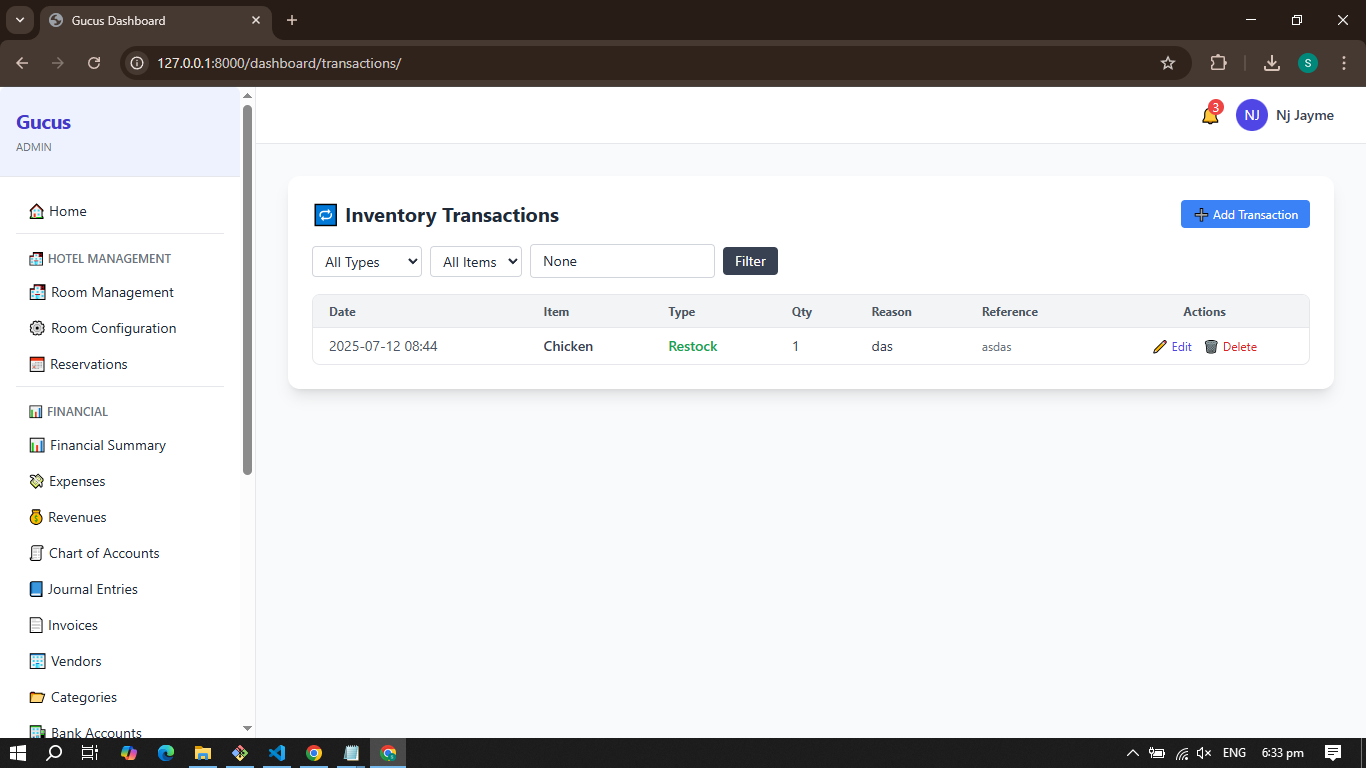 Gucus Dashboard
127.0.0.1:8000/dashboard/transactions/
S
Gucus
ADMIN
3
NJ
Nj Jayme
Home
HOTEL MANAGEMENT
Room Management
Room Configuration
Reservations
FINANCIAL
Financial Summary
Expenses
Revenues
Chart of Accounts
Journal Entries
Invoices
Vendors
Categories
Bank Accounts
Inventory Transactions
Add Transaction
All Types All Items None Filter
Date Item Type Qty Reason Reference Actions
2025-07-12 08:44 Chicken Restock 1 das asdas Edit Delete
ENG 6:33 pm